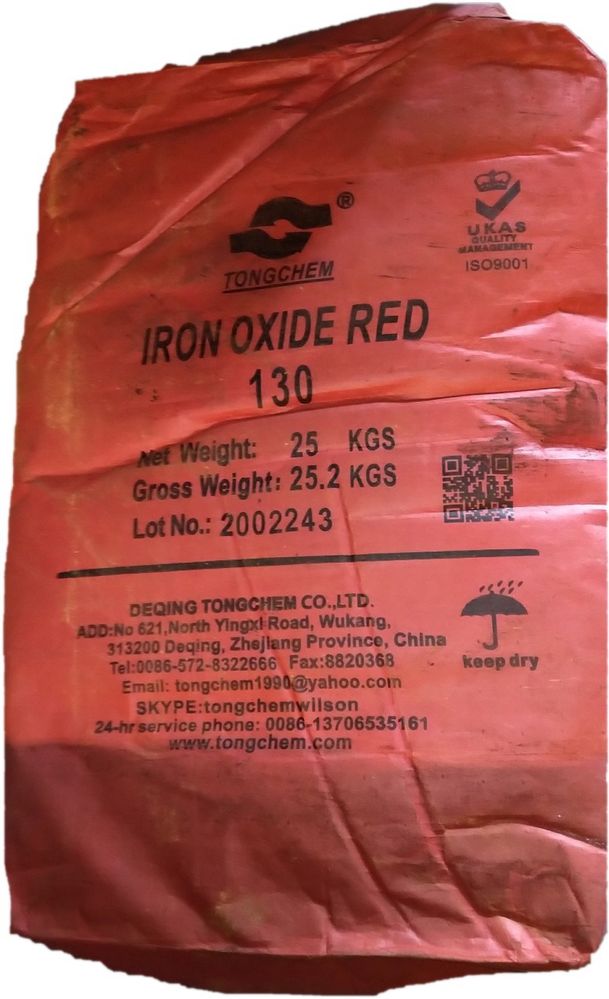 ®
TONGCHEM
UKAS
QUALITY
MANAGEMENT
ISO9001
IRON OXIDE RED
130
Net Weight: 25 KGS
Gross Weight: 25.2 KGS
Lot No.: 2002243
DEQING TONGCHEM CO.,LTD.
ADD:No 621,North Yingxi Road, Wukang,
313200 Deqing, Zhejiang Province, China
Tel:0086-572-8322666 Fax:8820368
Email: tongchem1990@yahoo.com
SKYPE:tongchemwilson
24-hr service phone: 0086-13706535161
www.tongchem.com
keep dry